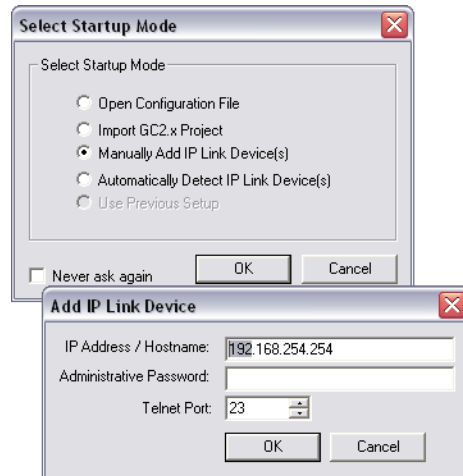 Select Startup Mode
Select Startup Mode
Open Configuration File
Import GC2.x Project
Manually Add IP Link Device(s)
Automatically Detect IP Link Device(s)
Use Previous Setup
Never ask again
OK
Cancel
Add IP Link Device
IP Address / Hostname: 192.168.254.254
Administrative Password:
Telnet Port: 23
OK
Cancel